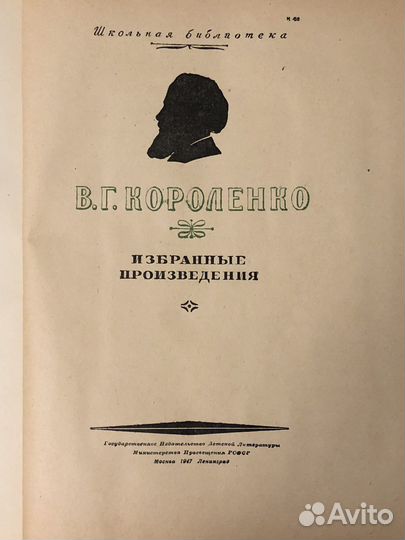 К-68
Школьная библиотека
В.Г. КОРОЛЕНКО
ИЗБРАННЫЕ
ПРОИЗВЕДЕНИЯ
Государственное Издательство Детской Литературы
Министерства Просвещения РСФСР
Москва 1947 Ленинград
Avito